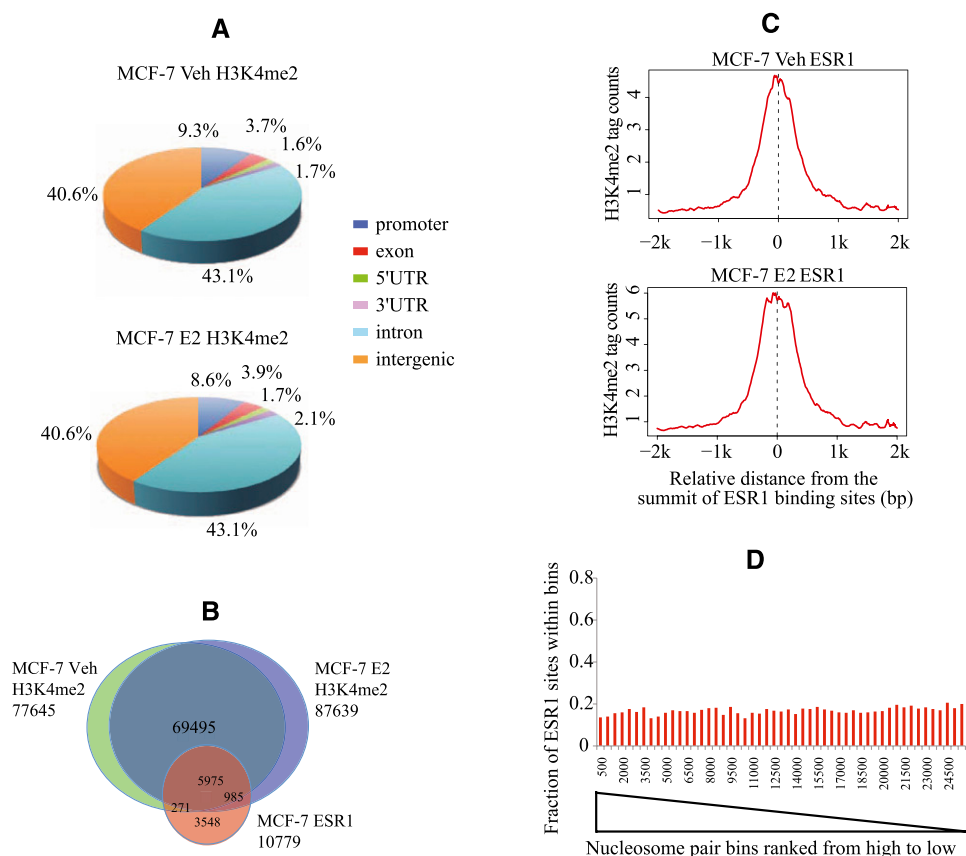 A
MCF-7 Veh H3K4me2
9.3%
3.7%
1.6%
1.7%
40.6%
43.1%
promoter
exon
5'UTR
3'UTR
intron
intergenic
MCF-7 E2 H3K4me2
8.6%
3.9%
1.7%
2.1%
40.6%
43.1%
B
MCF-7 Veh
H3K4me2
77645
MCF-7 E2
H3K4me2
87639
69495
5975
271
985
3548
MCF-7 ESR1
10779
C
MCF-7 Veh ESR1
H3K4me2 tag counts
4
3
2
1
−2k −1k 0 1k 2k
MCF-7 E2 ESR1
H3K4me2 tag counts
6
5
4
3
2
1
−2k −1k 0 1k 2k
Relative distance from the
summit of ESR1 binding sites (bp)
D
Fraction of ESR1 sites within bins
0.8
0.6
0.4
0.2
0
500 2000 3500 5000 6500 8000 9500 11000 12500 14000 15500 17000 18500 20000 21500 23000 24500
Nucleosome pair bins ranked from high to low